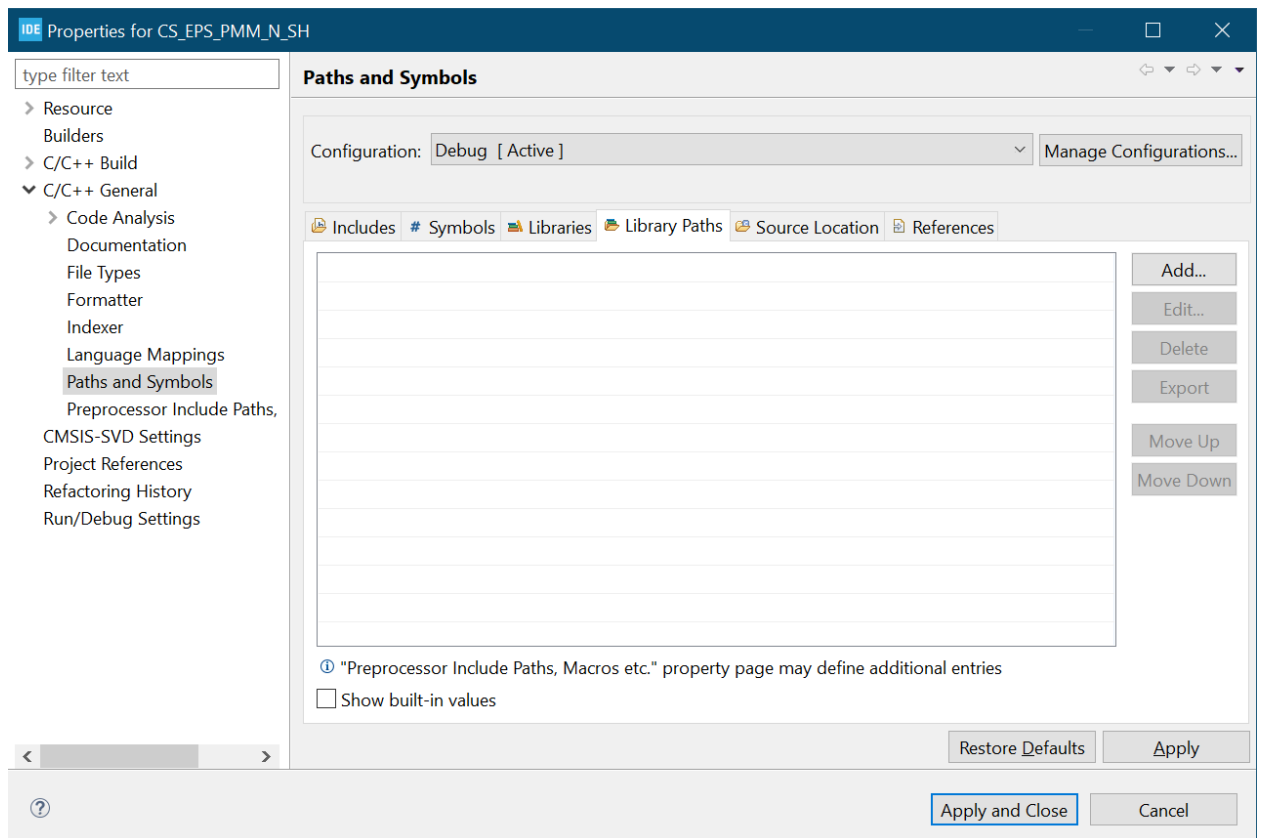 IDE Properties for CS_EPS_PMM_N_SH
type filter text
Resource
Builders
C/C++ Build
C/C++ General
Code Analysis
Documentation
File Types
Formatter
Indexer
Language Mappings
Paths and Symbols
Preprocessor Include Paths,
CMSIS-SVD Settings
Project References
Refactoring History
Run/Debug Settings
Paths and Symbols
Configuration: Debug [ Active ] Manage Configurations...
Includes # Symbols Libraries Library Paths Source Location References
Add...
Edit...
Delete
Export
Move Up
Move Down
"Preprocessor Include Paths, Macros etc." property page may define additional entries
Show built-in values
Restore Defaults Apply
Apply and Close Cancel